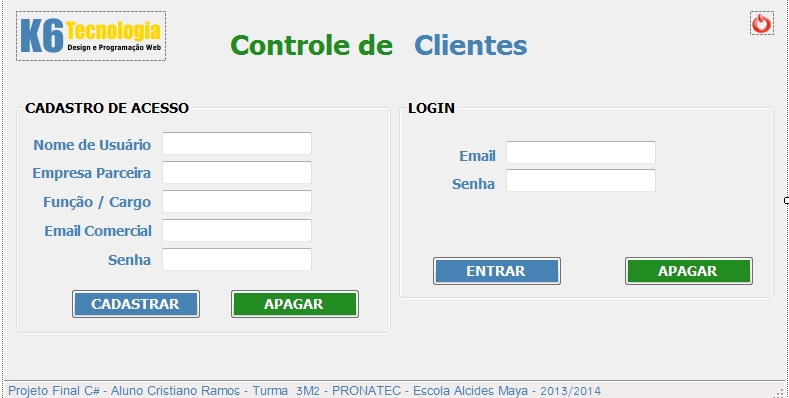 K6 Tecnologia
Design e Programação Web
Controle de Clientes
CADASTRO DE ACESSO
Nome de Usuário
Empresa Parceira
Função / Cargo
Email Comercial
Senha
CADASTRAR APAGAR
LOGIN
Email
Senha
ENTRAR APAGAR
Projeto Final C# - Aluno Cristiano Ramos - Turma 3M2 - PRONATEC - Escola Alcides Maya - 2013/2014